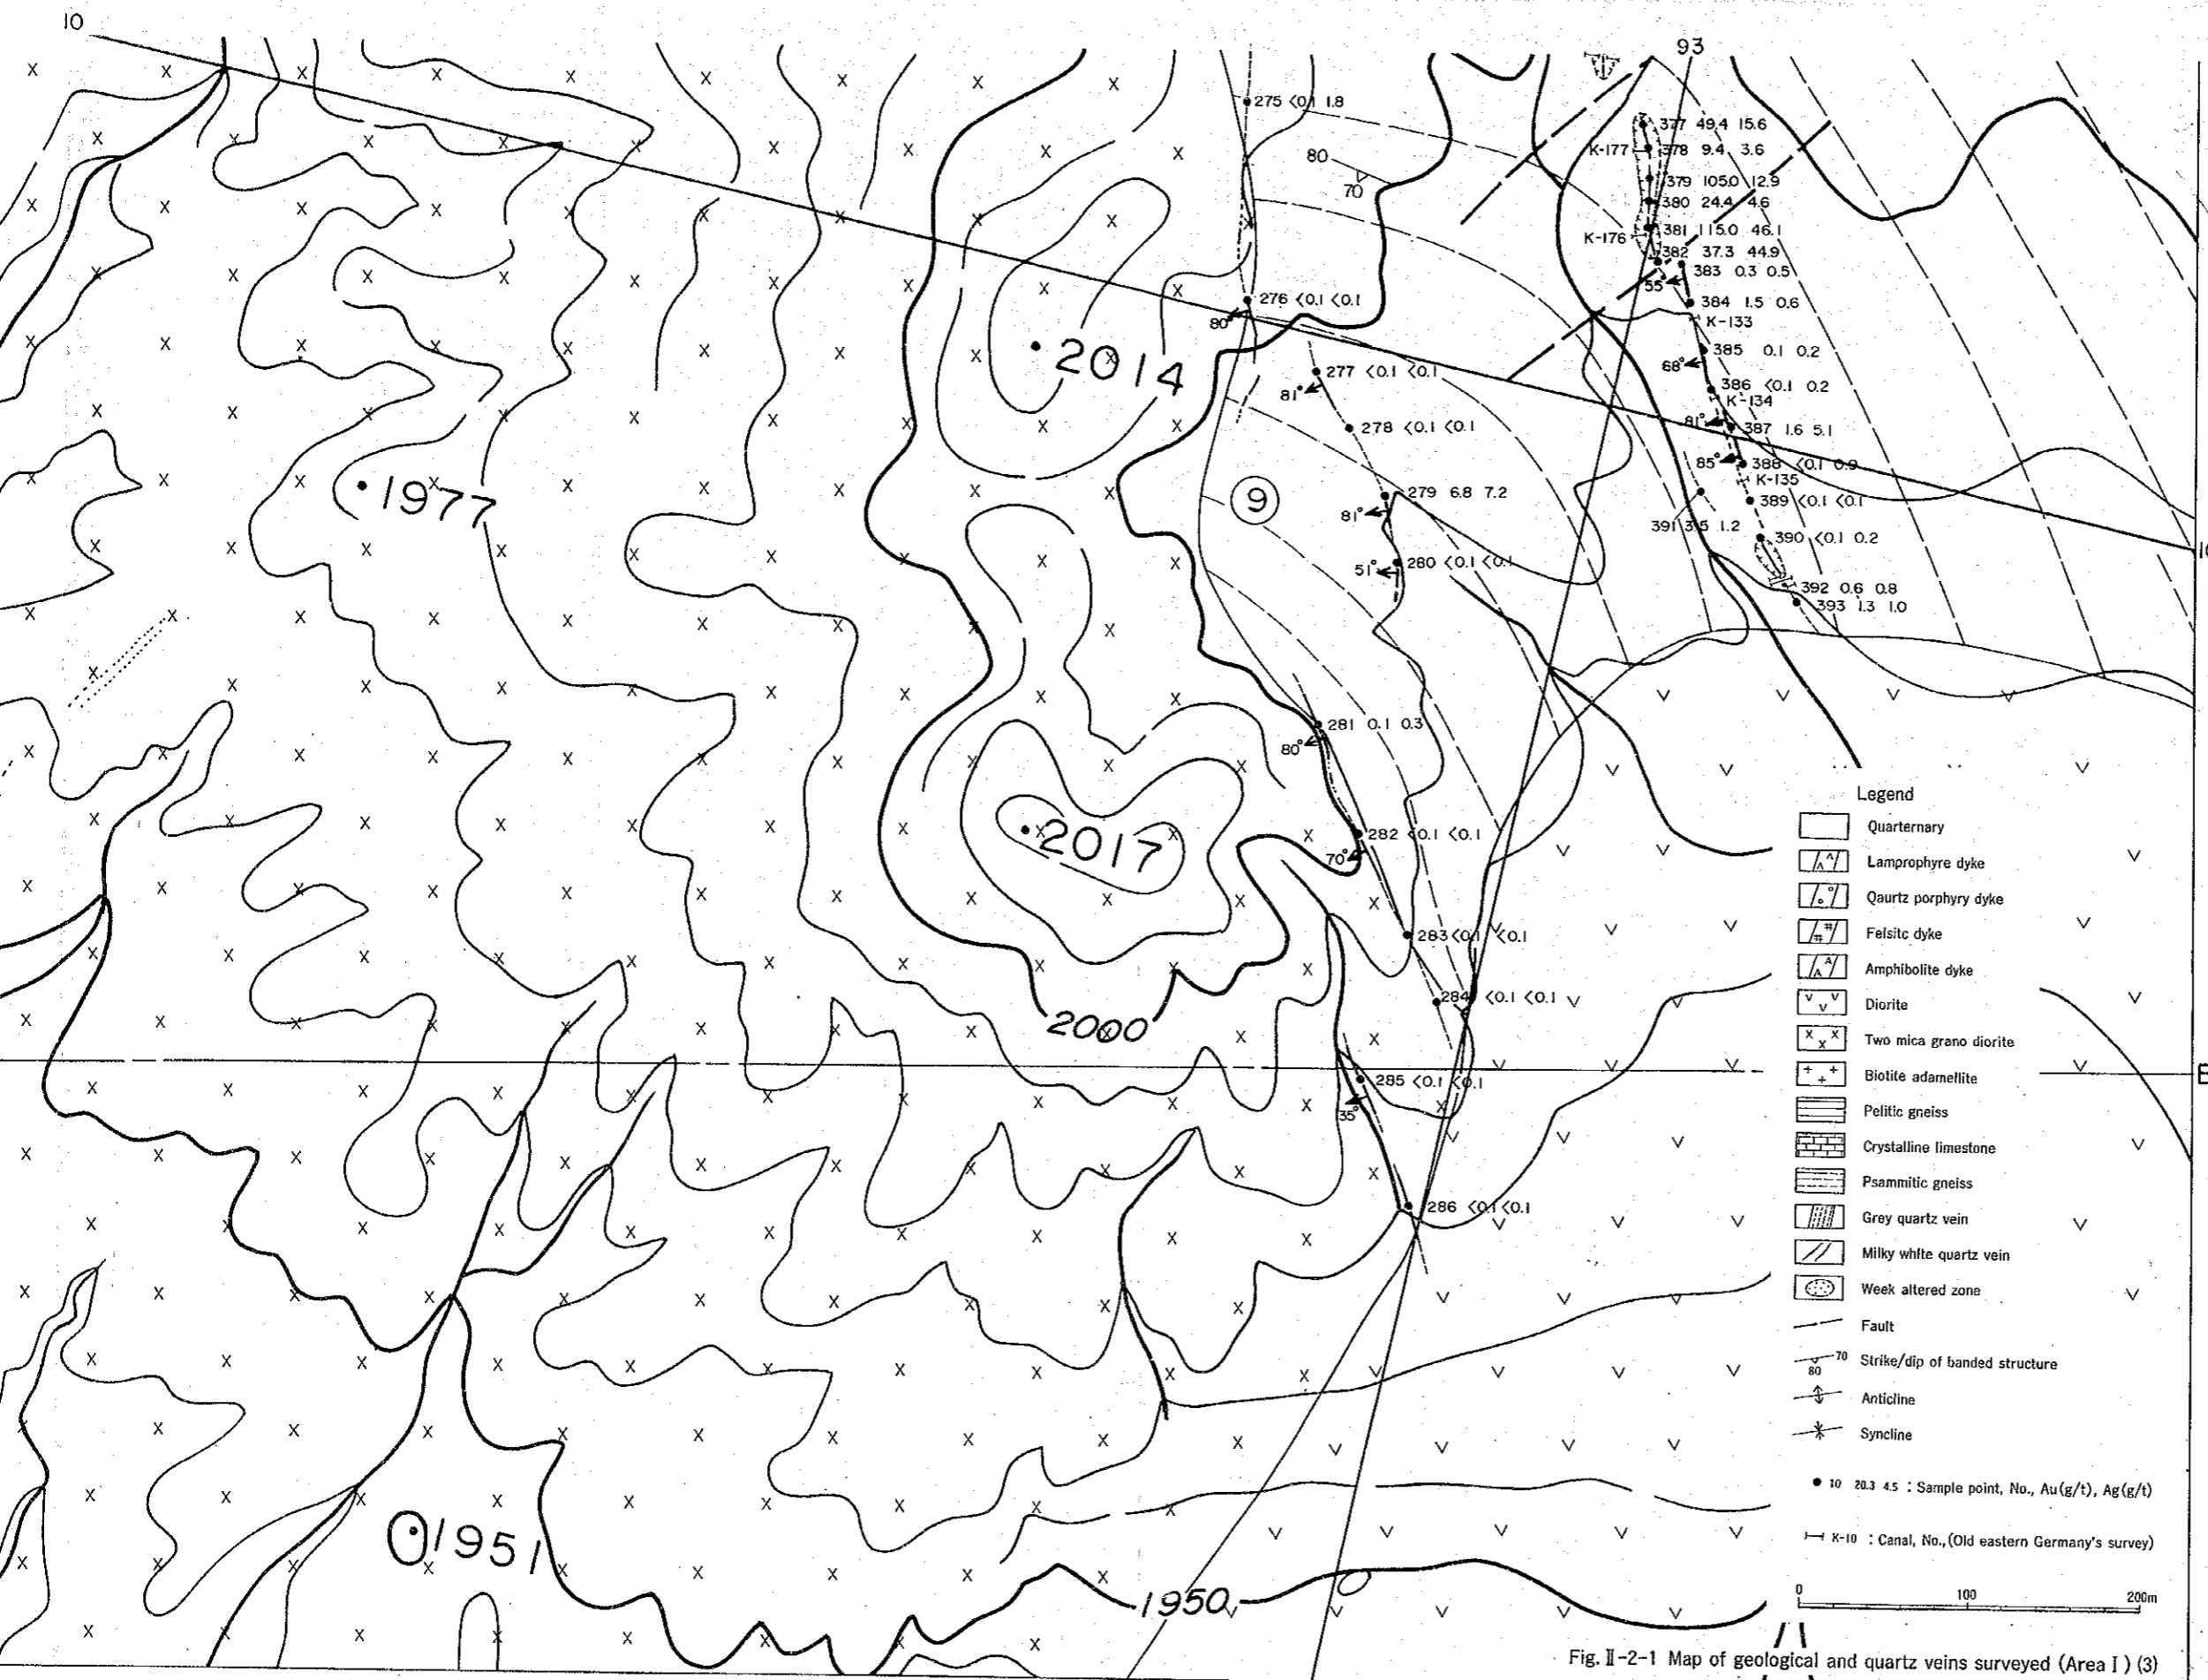 10
93
275 <0.1 1.8
377 49.4 15.6
K-177
378 9.4 3.6
80
70
379 105.0 12.9
380 24.4 4.6
K-176
381 115.0 46.1
382 37.3 44.9
383 0.3 0.5
55°
276 <0.1 <0.1
80°
384 1.5 0.6
K-133
2014
385 0.1 0.2
68°
277 <0.1 <0.1
81°
386 <0.1 0.2
K-134
81°
278 <0.1 <0.1
387 1.6 5.1
85°
388 <0.1 0.9
K-135
1977
9
279 6.8 7.2
81°
389 <0.1 <0.1
391 3.5 1.2
390 <0.1 0.2
51°
280 <0.1 <0.1
392 0.6 0.8
393 1.3 1.0
281 0.1 0.3
80°
2017
282 <0.1 <0.1
70°
283 <0.1 <0.1
284 <0.1 <0.1
2000
285 <0.1 <0.1
35°
286 <0.1 <0.1
1951
1950
Legend
Quarternary
Lamprophyre dyke
Qaurtz porphyry dyke
Felsitc dyke
Amphibolite dyke
Diorite
Two mica grano diorite
Biotite adamellite
Pelitic gneiss
Crystalline limestone
Psammitic gneiss
Grey quartz vein
Milky white quartz vein
Week altered zone
Fault
70
80
Strike/dip of banded structure
Anticline
Syncline
10 20.3 4.5 : Sample point, No., Au(g/t), Ag(g/t)
K-10 : Canal, No.,(Old eastern Germany's survey)
0 100 200m
Fig. II-2-1 Map of geological and quartz veins surveyed (Area I) (3)